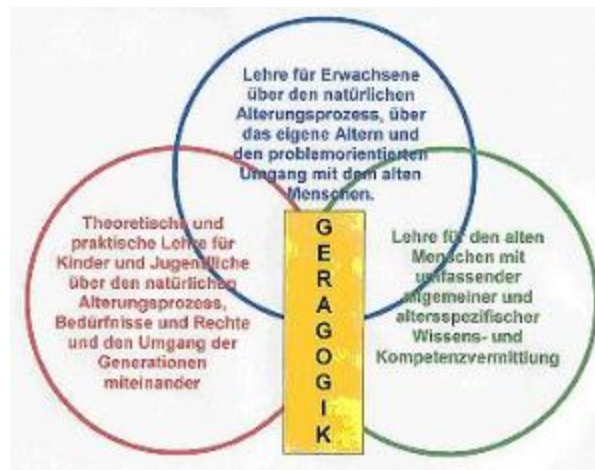 Lehre für Erwachsene
über den natürlichen
Alterungsprozess, über
das eigene Altern und
den problemorientierten
Umgang mit dem alten
Menschen.
Theoretische und
praktische Lehre für
Kinder und Jugendliche
über den natürlichen
Alterungsprozess,
Bedürfnisse und Rechte
und den Umgang der
Generationen
miteinander
GERAGOGIK
Lehre für den alten
Menschen mit
umfassender
allgemeiner und
altersspezifischer
Wissens- und
Kompetenzvermittlung